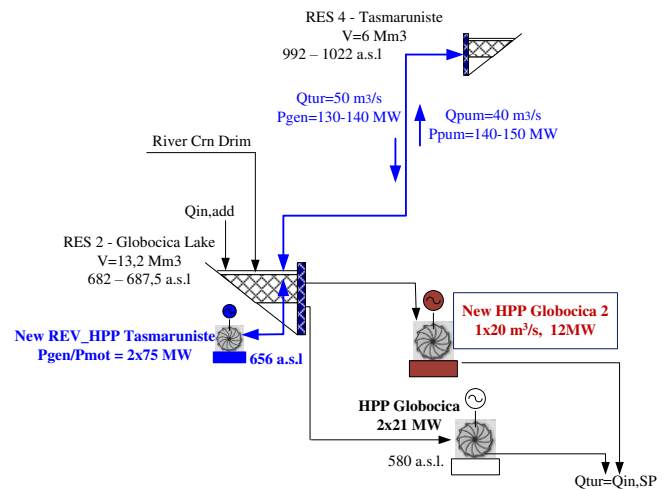 RES 4 - Tasmaruniste
V=6 Mm3
992 – 1022 a.s.l
Qtur=50 m3/s
Pgen=130-140 MW
Qpum=40 m3/s
Ppum=140-150 MW
River Crn Drim
Qin,add
RES 2 - Globocica Lake
V=13,2 Mm3
682 – 687,5 a.s.l
New HPP Globocica 2
1x20 m³/s, 12MW
New REV_HPP Tasmaruniste
Pgen/Pmot = 2x75 MW
656 a.s.l
HPP Globocica
2x21 MW
580 a.s.l.
Qtur=Qin,SP